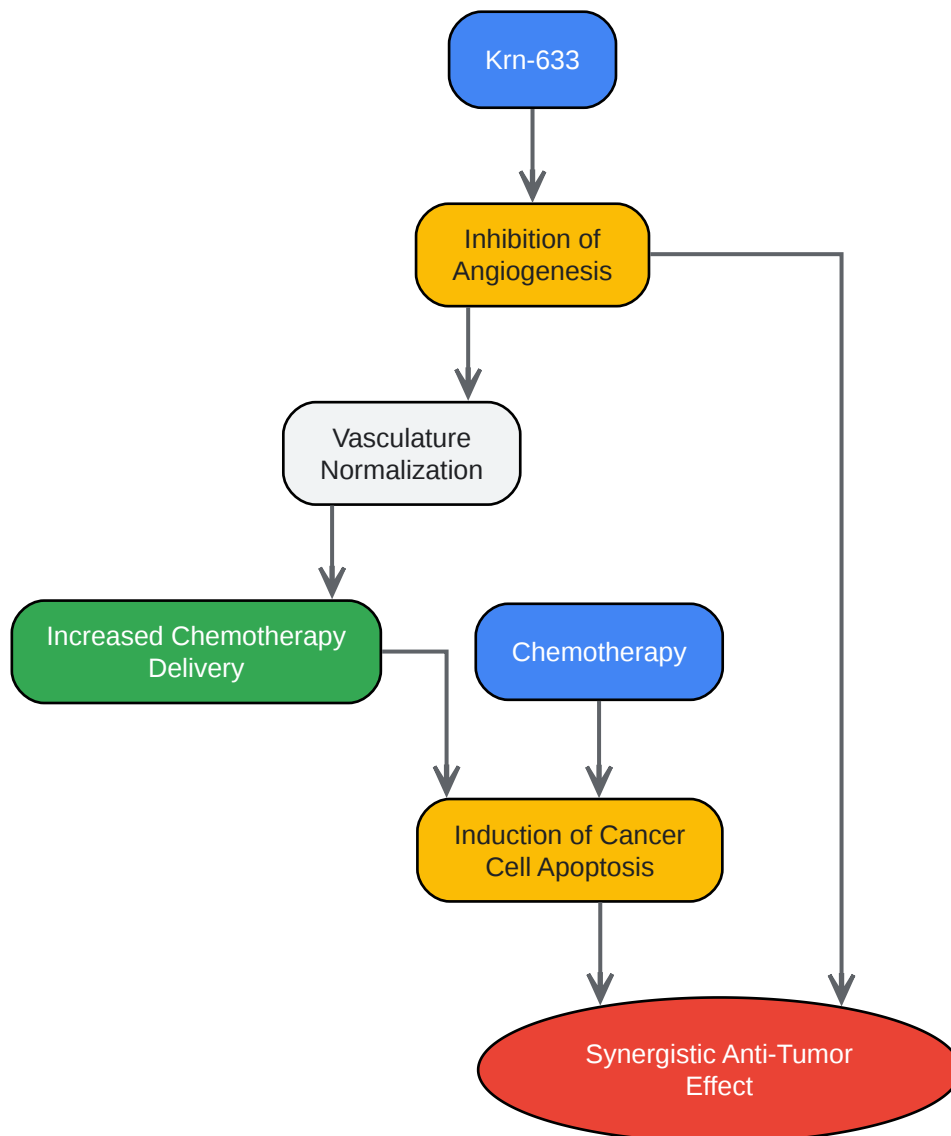 Krn-633
Inhibition of
Angiogenesis
Vasculature
Normalization
Increased Chemotherapy
Delivery
Chemotherapy
Induction of Cancer
Cell Apoptosis
Synergistic Anti-Tumor
Effect